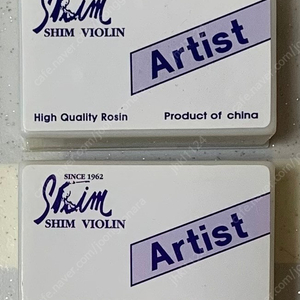 Shim
SHIM VIOLIN
Artist
High Quality Rosin
Product of china
SINCE 1962
Shim
SHIM VIOLIN
Artist